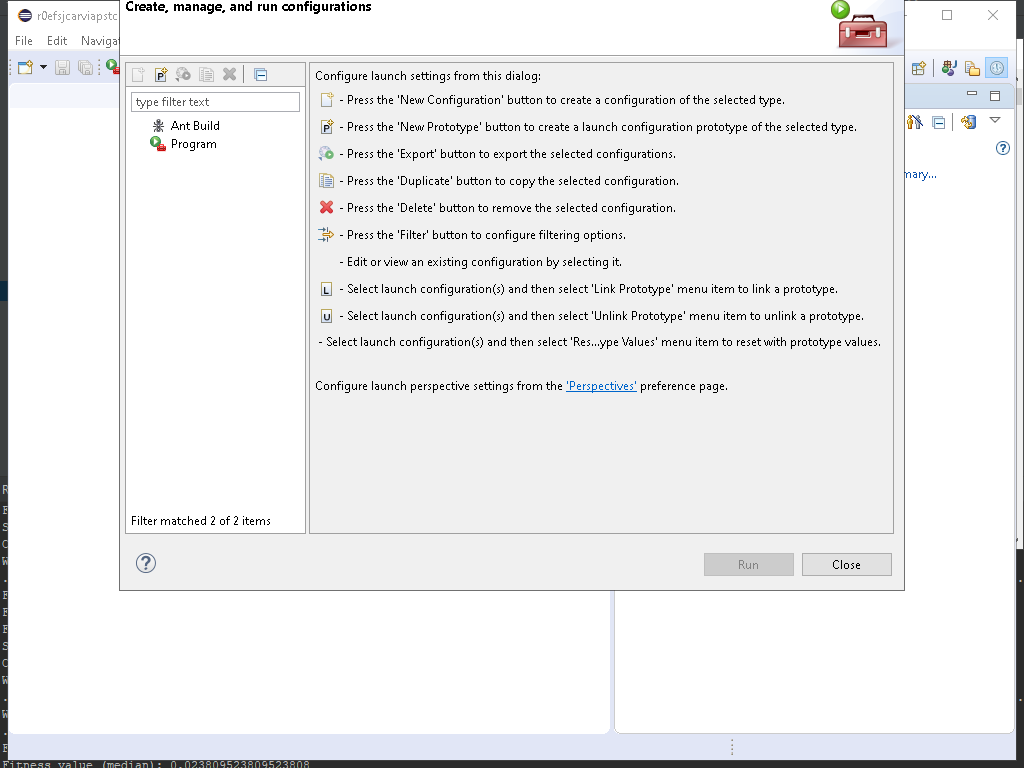 Create, manage, and run configurations
r0efsjcarviapstc
File Edit Navigat
type filter text
Ant Build
Program
Filter matched 2 of 2 items
Configure launch settings from this dialog:
- Press the 'New Configuration' button to create a configuration of the selected type.
- Press the 'New Prototype' button to create a launch configuration prototype of the selected type.
- Press the 'Export' button to export the selected configurations.
- Press the 'Duplicate' button to copy the selected configuration.
- Press the 'Delete' button to remove the selected configuration.
- Press the 'Filter' button to configure filtering options.
- Edit or view an existing configuration by selecting it.
L - Select launch configuration(s) and then select 'Link Prototype' menu item to link a prototype.
U - Select launch configuration(s) and then select 'Unlink Prototype' menu item to unlink a prototype.
- Select launch configuration(s) and then select 'Res...ype Values' menu item to reset with prototype values.
Configure launch perspective settings from the 'Perspectives' preference page.
mary...
Run Close
Fitness value (median): 0.023809523809523808